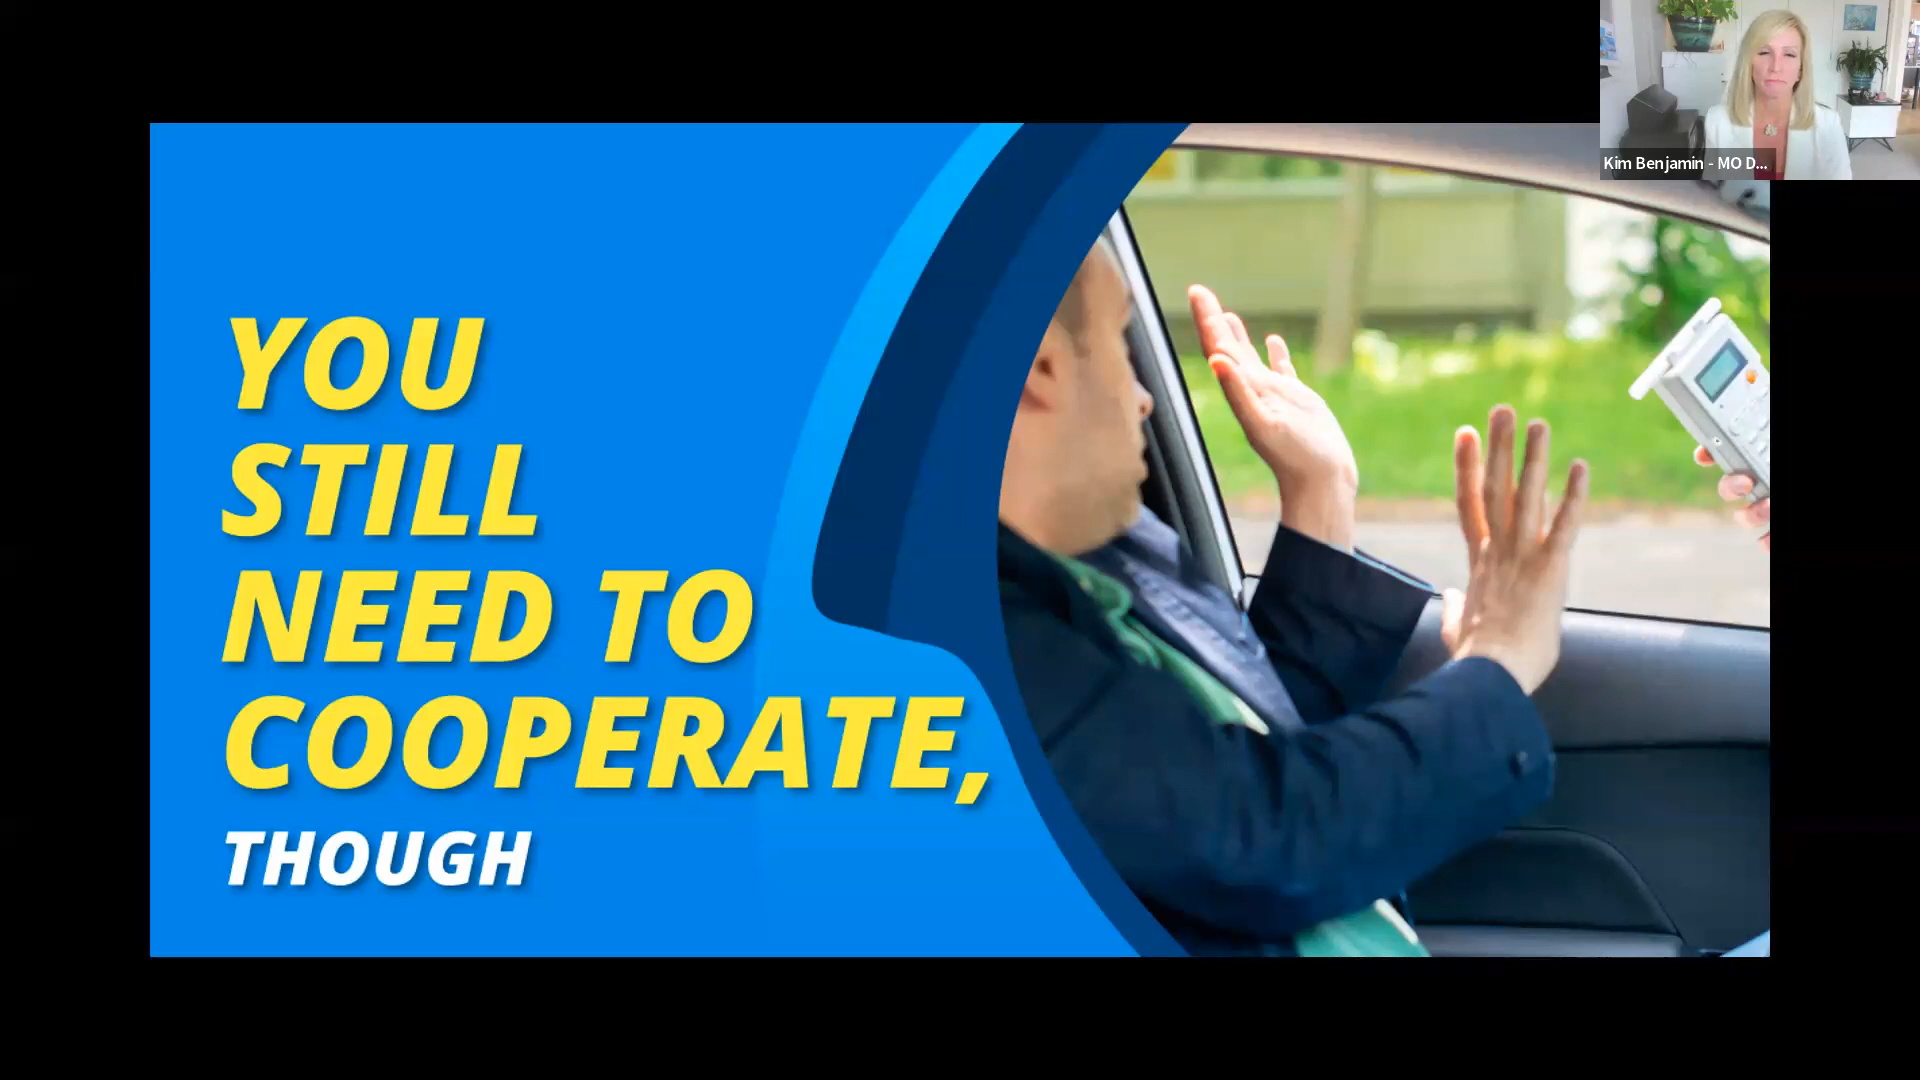 Kim Benjamin - MO D...
YOU
STILL
NEED TO
COOPERATE,
THOUGH